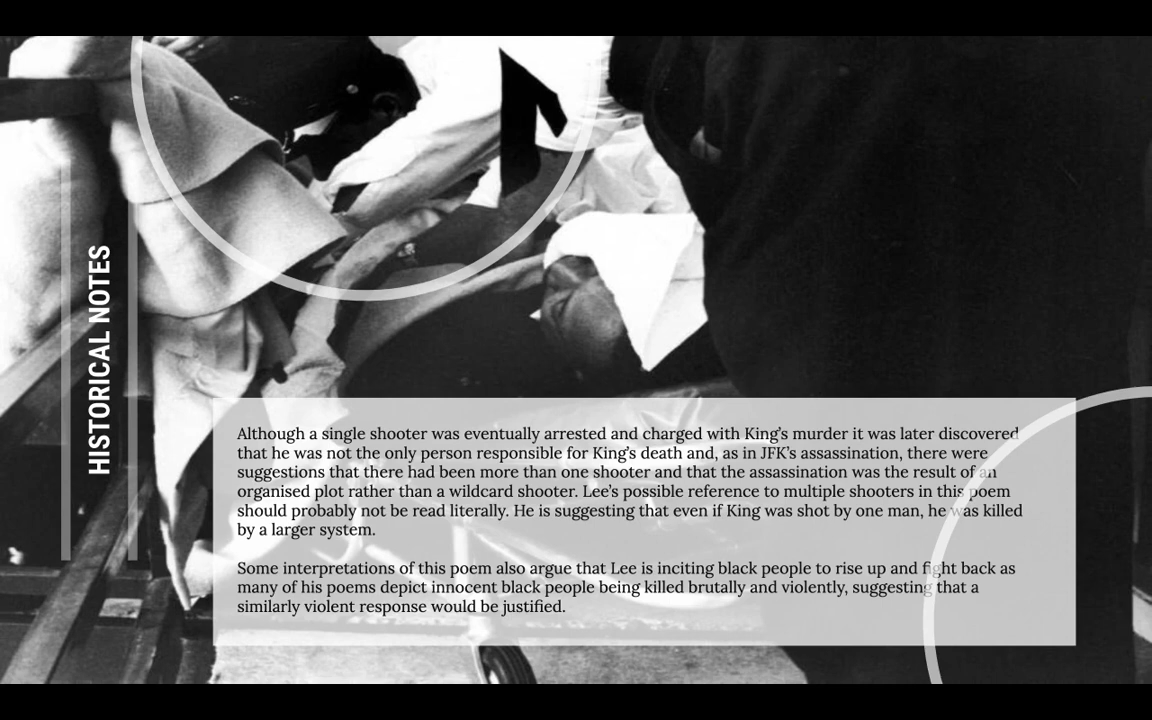 HISTORICAL NOTES
Although a single shooter was eventually arrested and charged with King’s murder it was later discovered
that he was not the only person responsible for King’s death and, as in JFK’s assassination, there were
suggestions that there had been more than one shooter and that the assassination was the result of an
organised plot rather than a wildcard shooter. Lee’s possible reference to multiple shooters in this poem
should probably not be read literally. He is suggesting that even if King was shot by one man, he was killed
by a larger system.
Some interpretations of this poem also argue that Lee is inciting black people to rise up and fight back as
many of his poems depict innocent black people being killed brutally and violently, suggesting that a
similarly violent response would be justified.